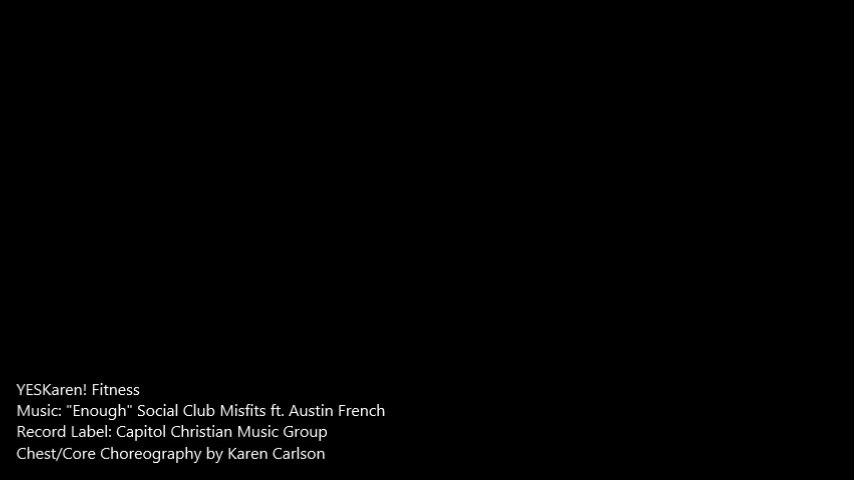 YESKaren! Fitness
Music: "Enough" Social Club Misfits ft. Austin French
Record Label: Capitol Christian Music Group
Chest/Core Choreography by Karen Carlson